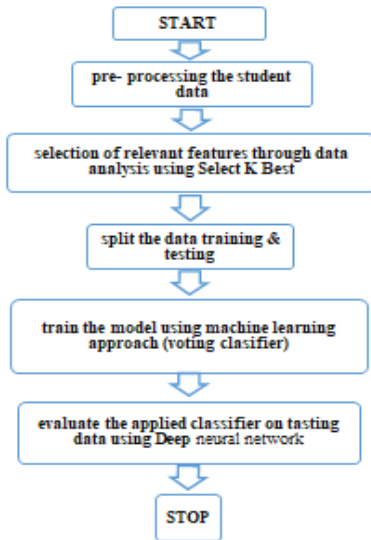 START
pre- processing the student
data
selection of relevant features through data
analysis using Select K Best
split the data training &
testing
train the model using machine learning
approach (voting clasifier)
evaluate the applied classifier on tasting
data using Deep neural network
STOP